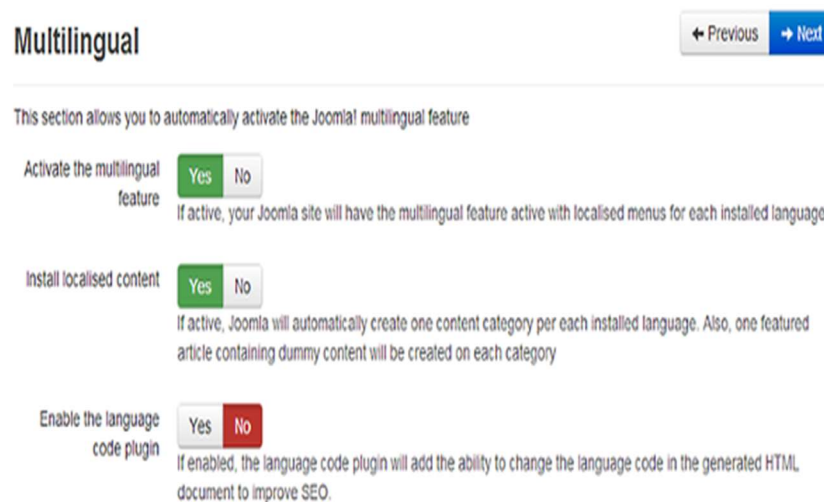 Multilingual
← Previous → Next
This section allows you to automatically activate the Joomla! multilingual feature
Activate the multilingual
feature
Yes No
If active, your Joomla site will have the multilingual feature active with localised menus for each installed language
Install localised content
Yes No
If active, Joomla will automatically create one content category per each installed language. Also, one featured
article containing dummy content will be created on each category
Enable the language
code plugin
Yes No
If enabled, the language code plugin will add the ability to change the language code in the generated HTML
document to improve SEO.